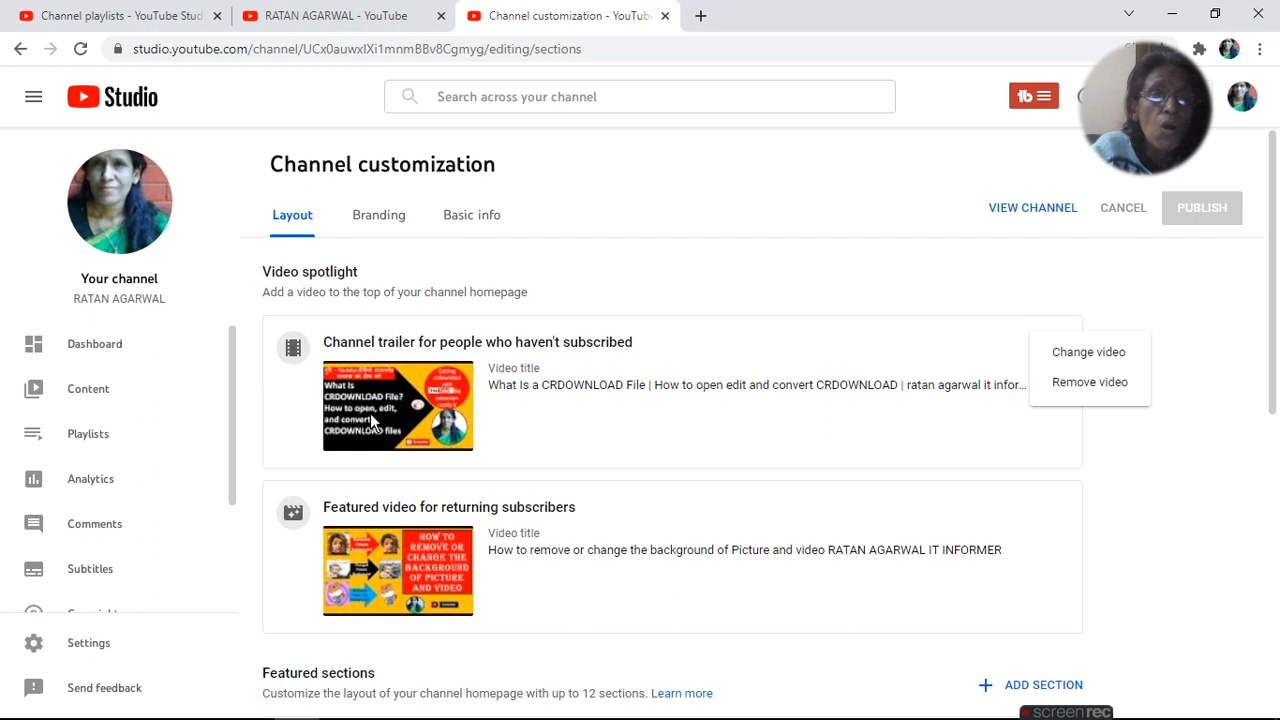 Channel playlists - YouTube Stud
RATAN AGARWAL - YouTube
Channel customization - YouTube
studio.youtube.com/channel/UCx0auwxlXi1mnmBBv8Cgmyg/editing/sections
Studio
Search across your channel
Your channel
RATAN AGARWAL
Dashboard
Content
Playlists
Analytics
Comments
Subtitles
Settings
Send feedback
Channel customization
Layout
Branding
Basic info
VIEW CHANNEL
CANCEL
PUBLISH
Video spotlight
Add a video to the top of your channel homepage
Channel trailer for people who haven't subscribed
What Is
CRDOWNLOAD File?
How to open, edit,
and convert
CRDOWNLOAD files
Video title
What Is a CRDOWNLOAD File | How to open edit and convert CRDOWNLOAD | ratan agarwal it infor...
Change video
Remove video
Featured video for returning subscribers
HOW TO
REMOVE OR
CHANGE THE
BACKGROUND
OF PICTURE
AND VIDEO
Video title
How to remove or change the background of Picture and video RATAN AGARWAL IT INFORMER
Featured sections
Customize the layout of your channel homepage with up to 12 sections. Learn more
ADD SECTION
screenrec